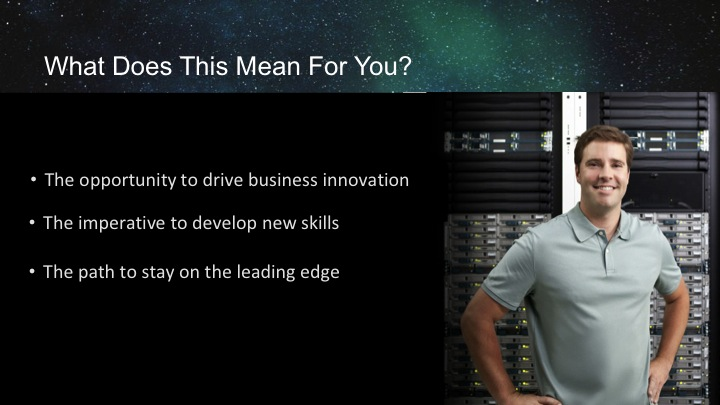 What Does This Mean For You?
• The opportunity to drive business innovation
• The imperative to develop new skills
• The path to stay on the leading edge